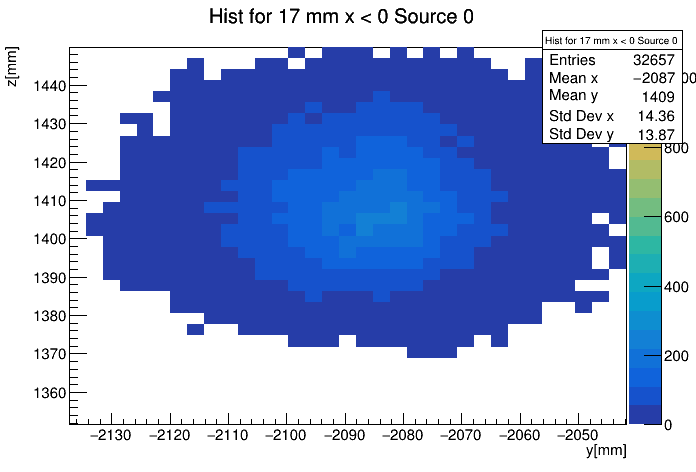 Hist for 17 mm x < 0 Source 0
z[mm]
Hist for 17 mm x < 0 Source 0
Entries 32657
Mean x −2087
Mean y 1409
Std Dev x 14.36
Std Dev y 13.87
1440
1430
1420
1410
1400
1390
1380
1370
1360
800
600
400
200
0
−2130 −2120 −2110 −2100 −2090 −2080 −2070 −2060 −2050
y[mm]